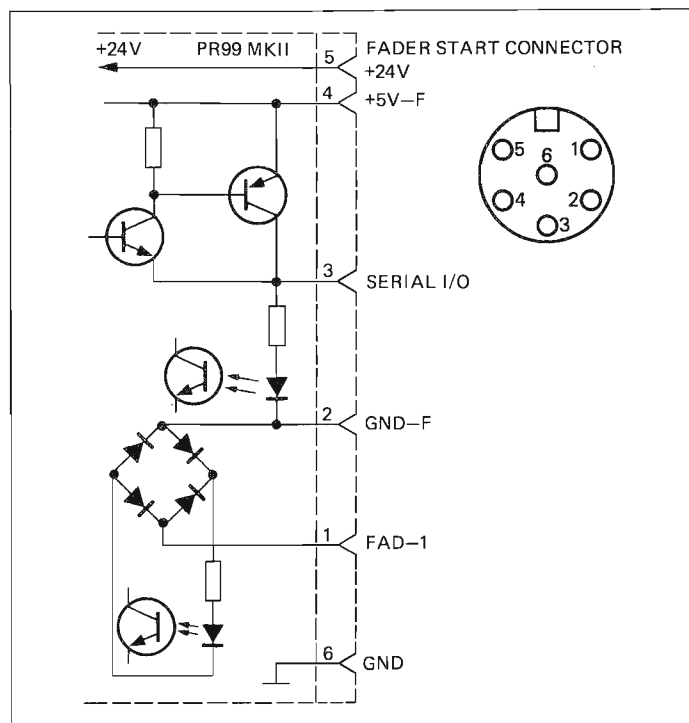 +24V PR99 MKII 5 FADER START CONNECTOR
+24V
4 +5V–F
5 6 1
4 2
3
3 SERIAL I/O
2 GND–F
1 FAD–1
6 GND